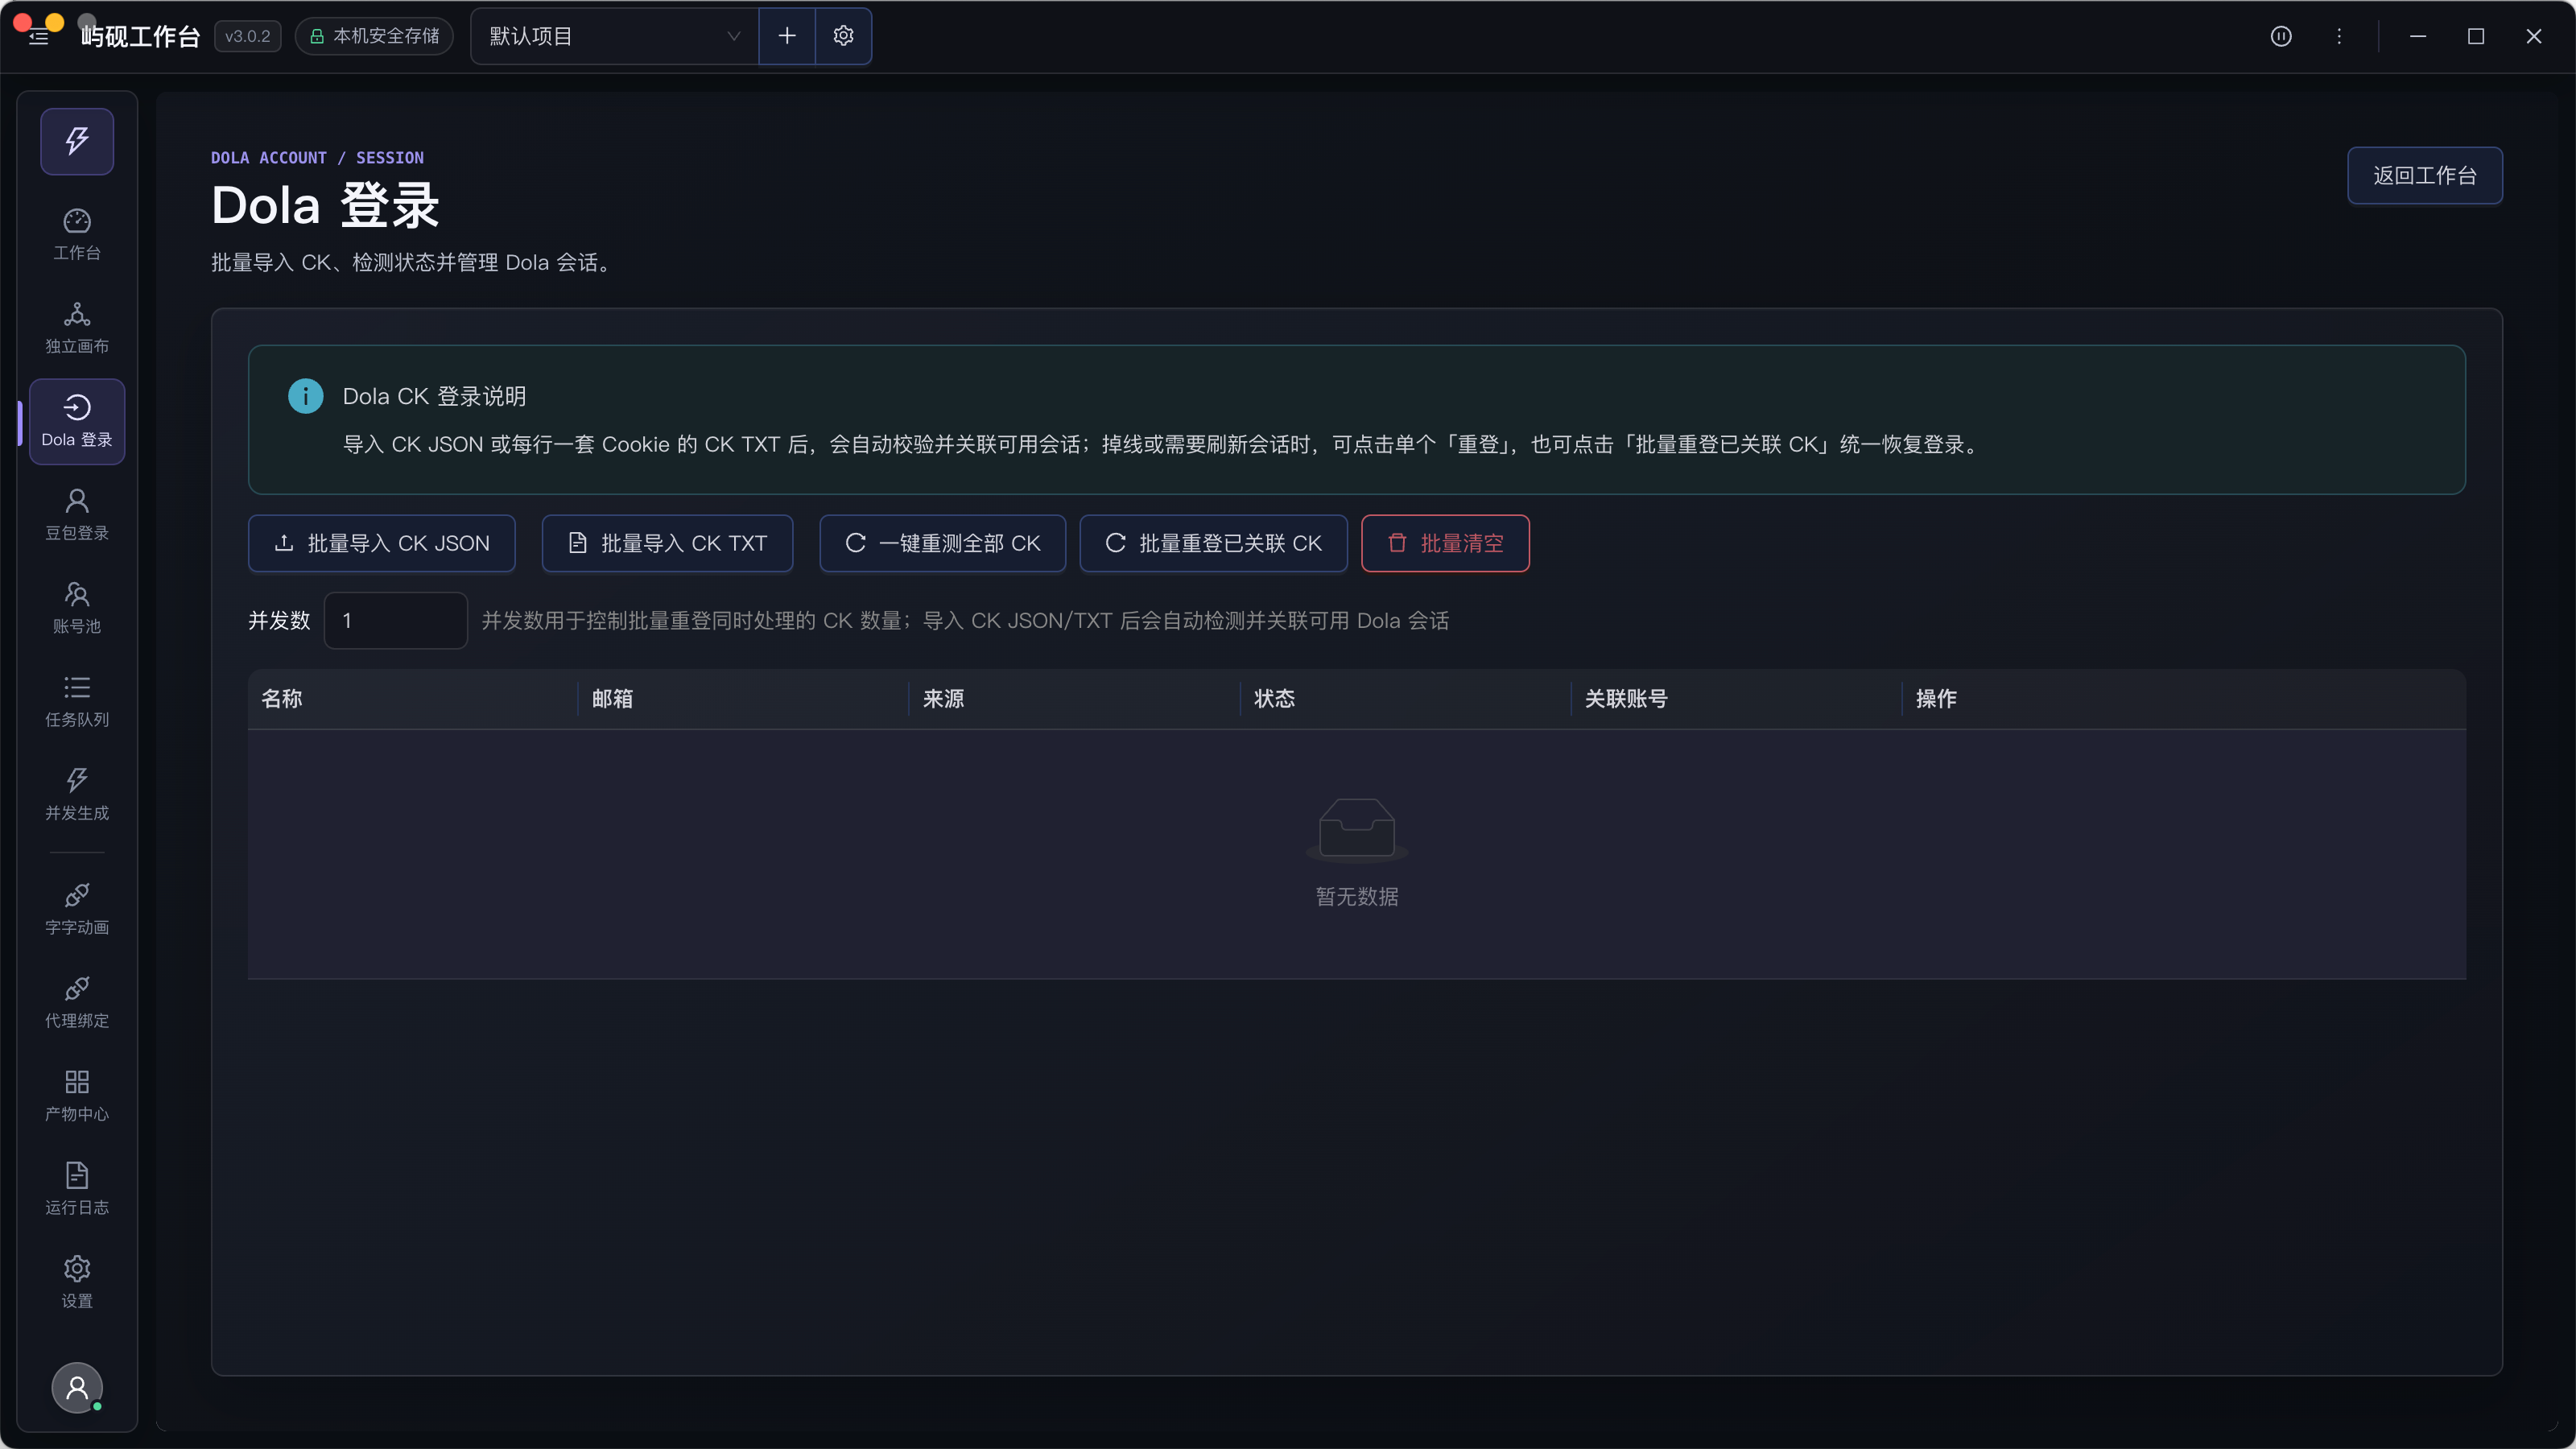 屿砚工作台 v3.0.2 本机安全存储 默认项目
DOLA ACCOUNT / SESSION
Dola 登录
批量导入 CK、检测状态并管理 Dola 会话。
返回工作台
工作台
独立画布
Dola 登录
豆包登录
账号池
任务队列
并发生成
字字动画
代理绑定
产物中心
运行日志
设置
Dola CK 登录说明
导入 CK JSON 或每行一套 Cookie 的 CK TXT 后，会自动校验并关联可用会话；掉线或需要刷新会话时，可点击单个「重登」，也可点击「批量重登已关联 CK」统一恢复登录。
批量导入 CK JSON 批量导入 CK TXT 一键重测全部 CK 批量重登已关联 CK 批量清空
并发数 1 并发数用于控制批量重登同时处理的 CK 数量；导入 CK JSON/TXT 后会自动检测并关联可用 Dola 会话
名称 邮箱 来源 状态 关联账号 操作
暂无数据